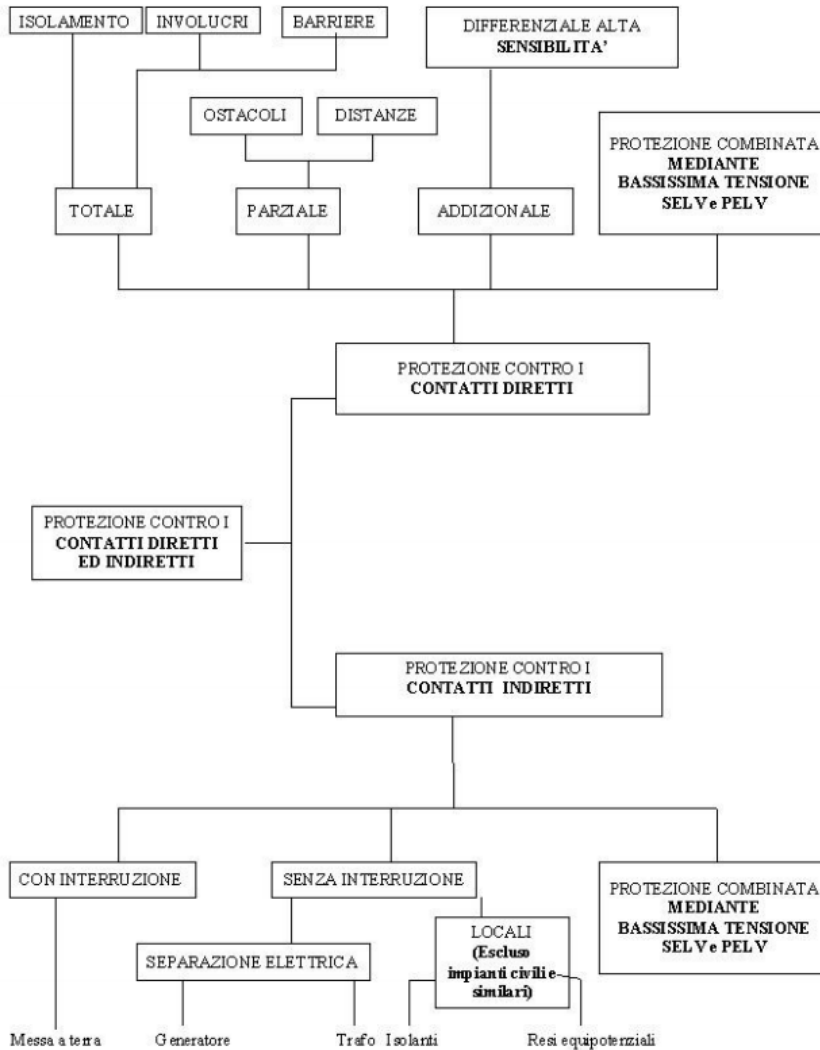 ISOLAMENTO
INVOLUCRI
BARRIERE
DIFFERENZIALE ALTA
SENSIBILITA’
OSTACOLI
DISTANZE
PROTEZIONE COMBINATA
MEDIANTE
BASSISSIMA TENSIONE
SELV e PELV
TOTALE
PARZIALE
ADDIZIONALE
PROTEZIONE CONTRO I
CONTATTI DIRETTI
PROTEZIONE CONTRO I
CONTATTI DIRETTI
ED INDIRETTI
PROTEZIONE CONTRO I
CONTATTI INDIRETTI
CON INTERRUZIONE
SENZA INTERRUZIONE
PROTEZIONE COMBINATA
MEDIANTE
BASSISSIMA TENSIONE
SELV e PELV
LOCALI
(Escluso
impianti civili e
similari)
SEPARAZIONE ELETTRICA
Messa a terra
Generatore
Trafo
Isolanti
Resi equipotenziali